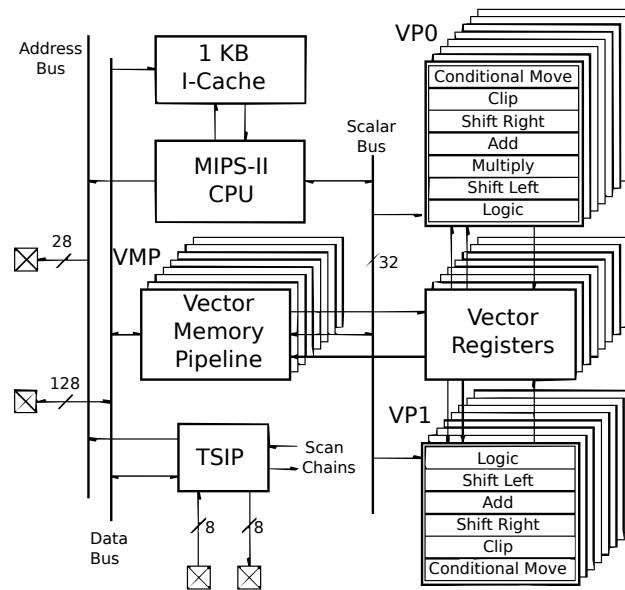 VP0
Address
Bus
1 KB
I-Cache
Conditional Move
Clip
Shift Right
Add
Multiply
Shift Left
Logic
Scalar
Bus
MIPS-II
CPU
28
VMP
32
Vector
Memory
Pipeline
Vector
Registers
128
VP1
TSIP
Scan
Chains
Logic
Shift Left
Add
Shift Right
Clip
Conditional Move
8
8
Data
Bus